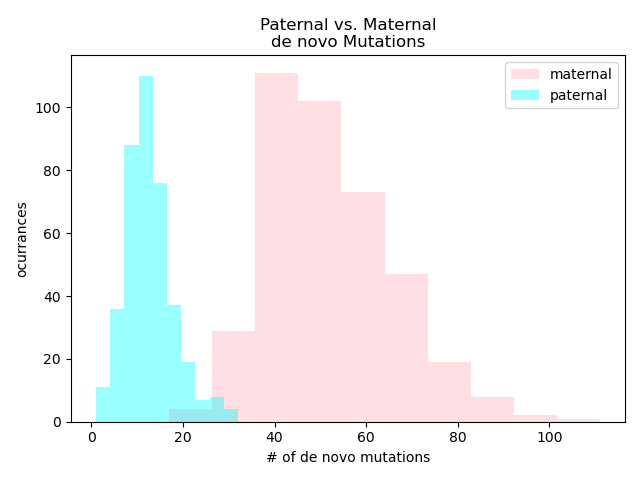 Paternal vs. Maternal
de novo Mutations
maternal
paternal
ocurrances
100
80
60
40
20
0
0 20 40 60 80 100
# of de novo mutations